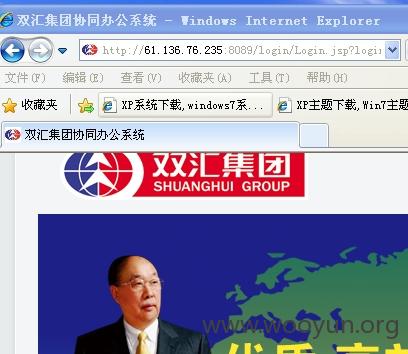 双汇集团协同办公系统 - Windows Internet Explorer
http://61.136.76.235:8089/login/Login.jsp?logi
文件(F) 编辑(E) 查看(V) 收藏夹(A) 工具(T) 帮助(H)
收藏夹 XP系统下载,windows7系... XP主题下载,Win7主题
双汇集团协同办公系统
双汇集团
SHUANGHUI GROUP
www.wooyun.org